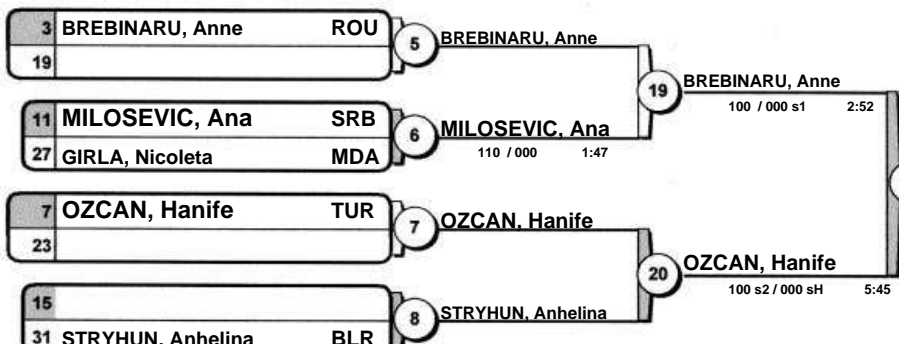 3 BREBINARU, Anne ROU
19
5
BREBINARU, Anne
11 MILOSEVIC, Ana SRB
27 GIRLA, Nicoleta MDA
6
MILOSEVIC, Ana
110 / 000 1:47
19
BREBINARU, Anne
100 / 000 s1 2:52
7 OZCAN, Hanife TUR
23
7
OZCAN, Hanife
15
31 STRYHUN, Anhelina BLR
8
STRYHUN, Anhelina
20
OZCAN, Hanife
100 s2 / 000 sH 5:45